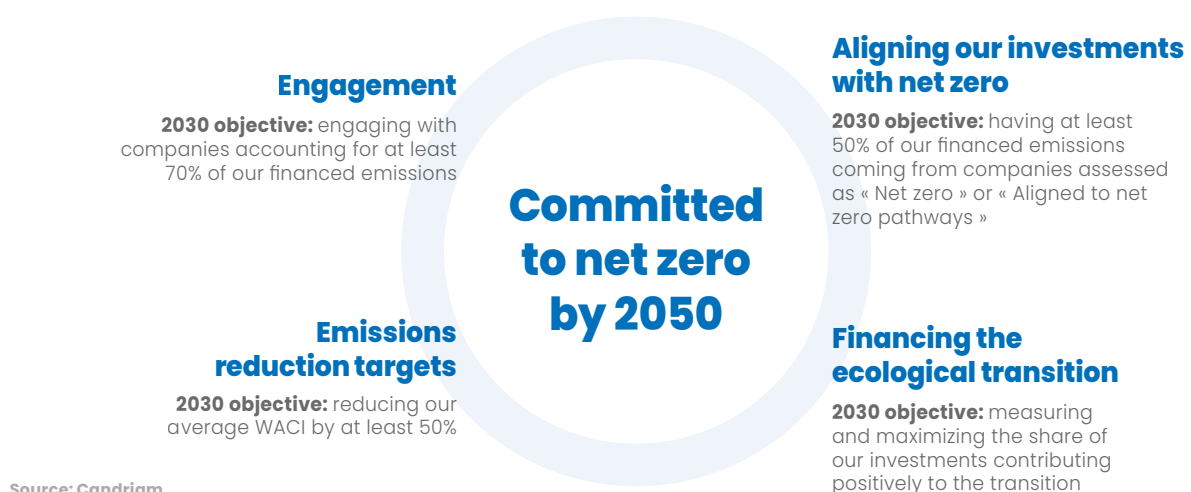 Engagement
2030 objective: engaging with
companies accounting for at least
70% of our financed emissions
Aligning our investments
with net zero
2030 objective: having at least
50% of our financed emissions
coming from companies assessed
as « Net zero » or « Aligned to net
zero pathways »
Committed
to net zero
by 2050
Emissions
reduction targets
2030 objective: reducing our
average WACI by at least 50%
Financing the
ecological transition
2030 objective: measuring
and maximizing the share of
our investments contributing
positively to the transition
Source: Candriam